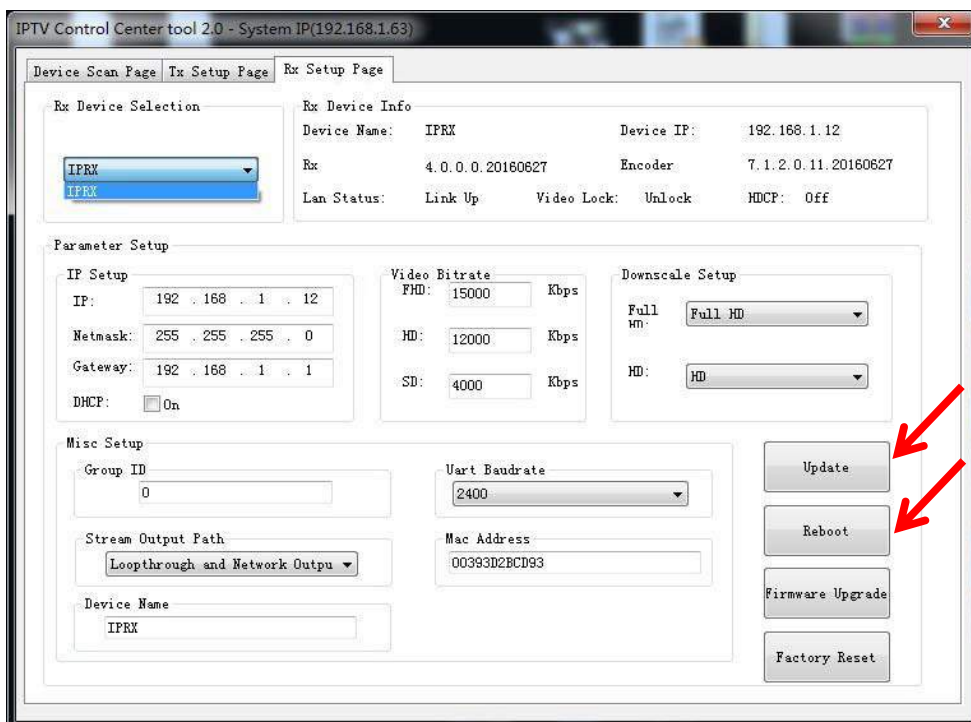 IPTV Control Center tool 2.0 - System IP(192.168.1.63)
x
Device Scan Page Tx Setup Page Rx Setup Page
Rx Device Selection
IPRX
IPRX
Rx Device Info
Device Name: IPRX Device IP: 192.168.1.12
Rx 4.0.0.0.20160627 Encoder 7.1.2.0.11.20160627
Lan Status: Link Up Video Lock: Unlock HDCP: Off
Parameter Setup
IP Setup
IP: 192 . 168 . 1 . 12
Netmask: 255 . 255 . 255 . 0
Gateway: 192 . 168 . 1 . 1
DHCP: On
Video Bitrate
FHD: 15000 Kbps
HD: 12000 Kbps
SD: 4000 Kbps
Downscale Setup
Full HD: Full HD
HD: HD
Misc Setup
Group ID
0
Uart Baudrate
2400
Stream Output Path
Loopthrough and Network Outpu
Mac Address
00393D2BCD93
Device Name
IPRX
Update
Reboot
Firmware Upgrade
Factory Reset